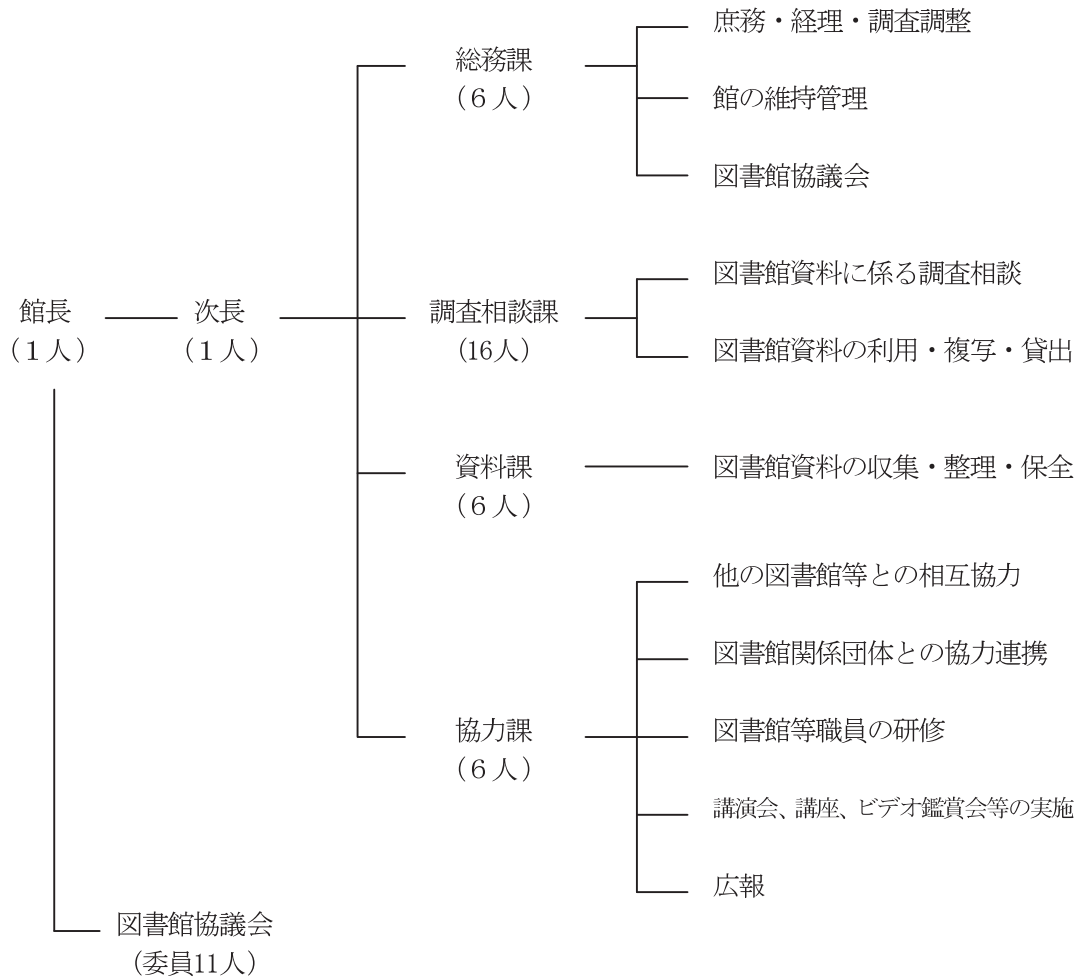 館長
（１人）
次長
（１人）
総務課
（６人）
庶務・経理・調査調整
館の維持管理
図書館協議会
調査相談課
(16人)
図書館資料に係る調査相談
図書館資料の利用・複写・貸出
資料課
（６人）
図書館資料の収集・整理・保全
協力課
（６人）
他の図書館等との相互協力
図書館関係団体との協力連携
図書館等職員の研修
講演会、講座、ビデオ鑑賞会等の実施
広報
図書館協議会
（委員11人）